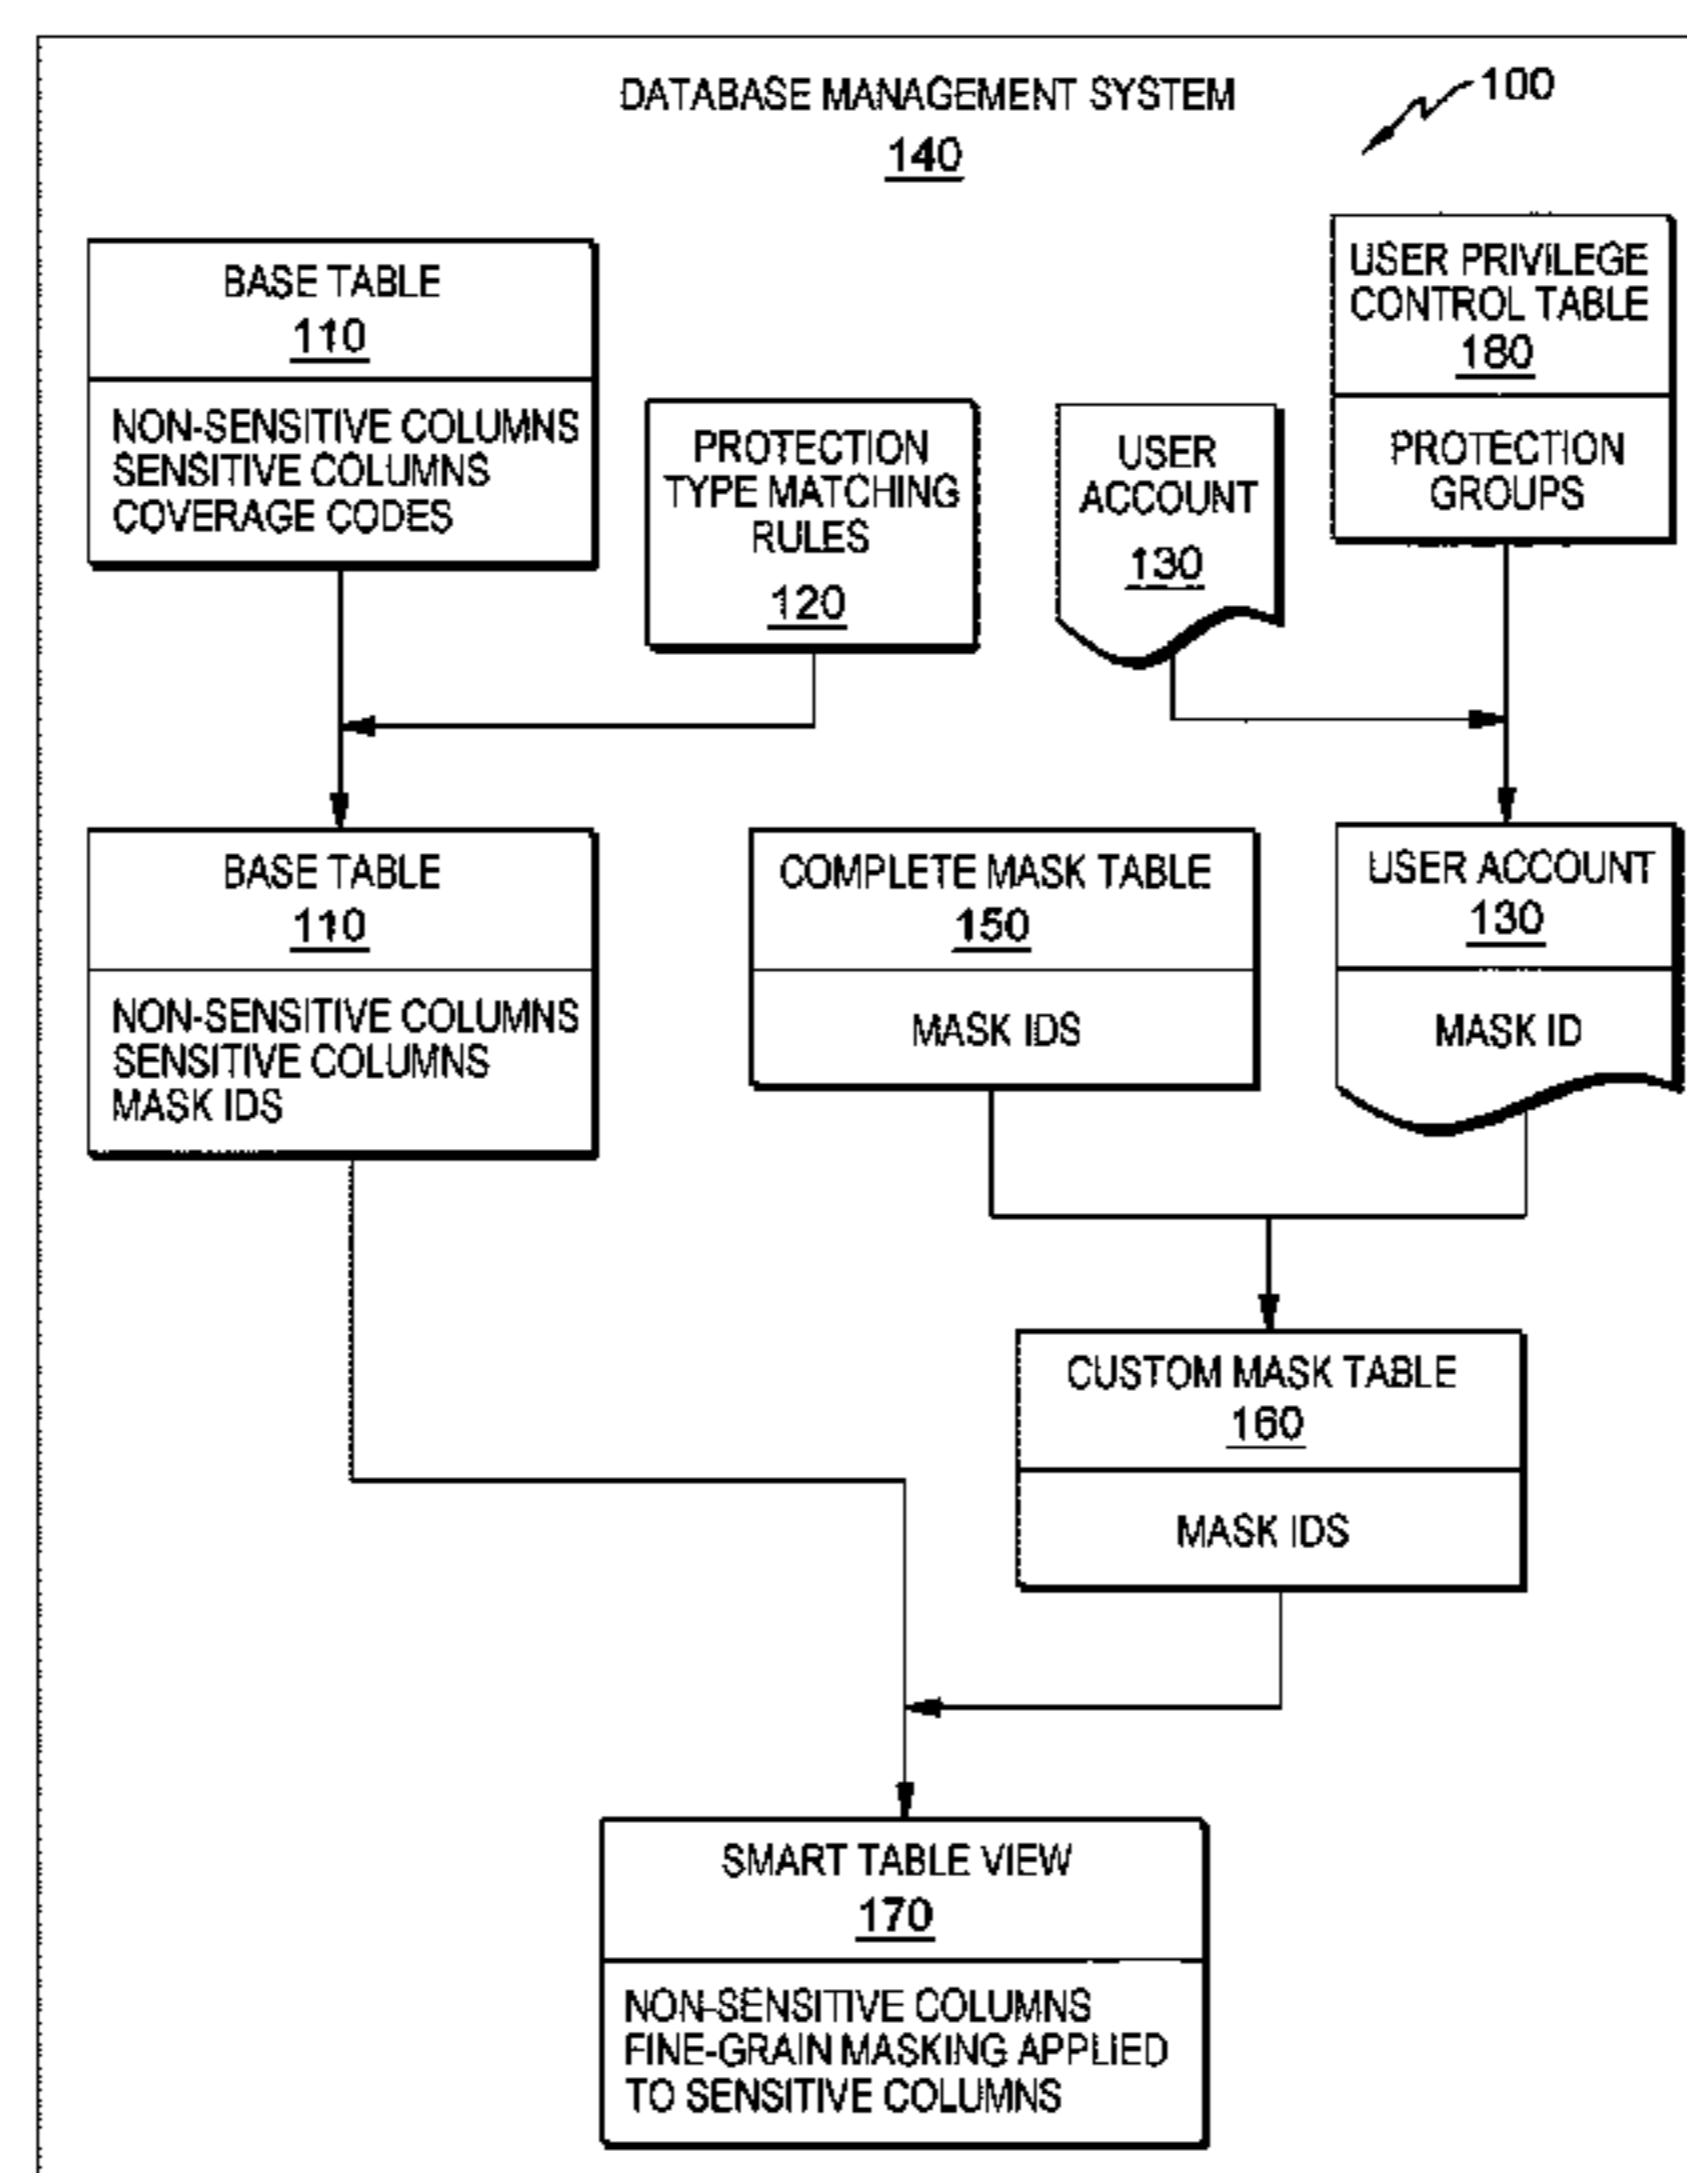 DATABASE MANAGEMENT SYSTEM
140
100
BASE TABLE
110
NON-SENSITIVE COLUMNS
SENSITIVE COLUMNS
COVERAGE CODES
PROTECTION
TYPE MATCHING
RULES
120
USER
ACCOUNT
130
USER PRIVILEGE
CONTROL TABLE
180
PROTECTION
GROUPS
BASE TABLE
110
NON-SENSITIVE COLUMNS
SENSITIVE COLUMNS
MASK IDS
COMPLETE MASK TABLE
150
MASK IDS
USER ACCOUNT
130
MASK ID
CUSTOM MASK TABLE
160
MASK IDS
SMART TABLE VIEW
170
NON-SENSITIVE COLUMNS
FINE-GRAIN MASKING APPLIED
TO SENSITIVE COLUMNS